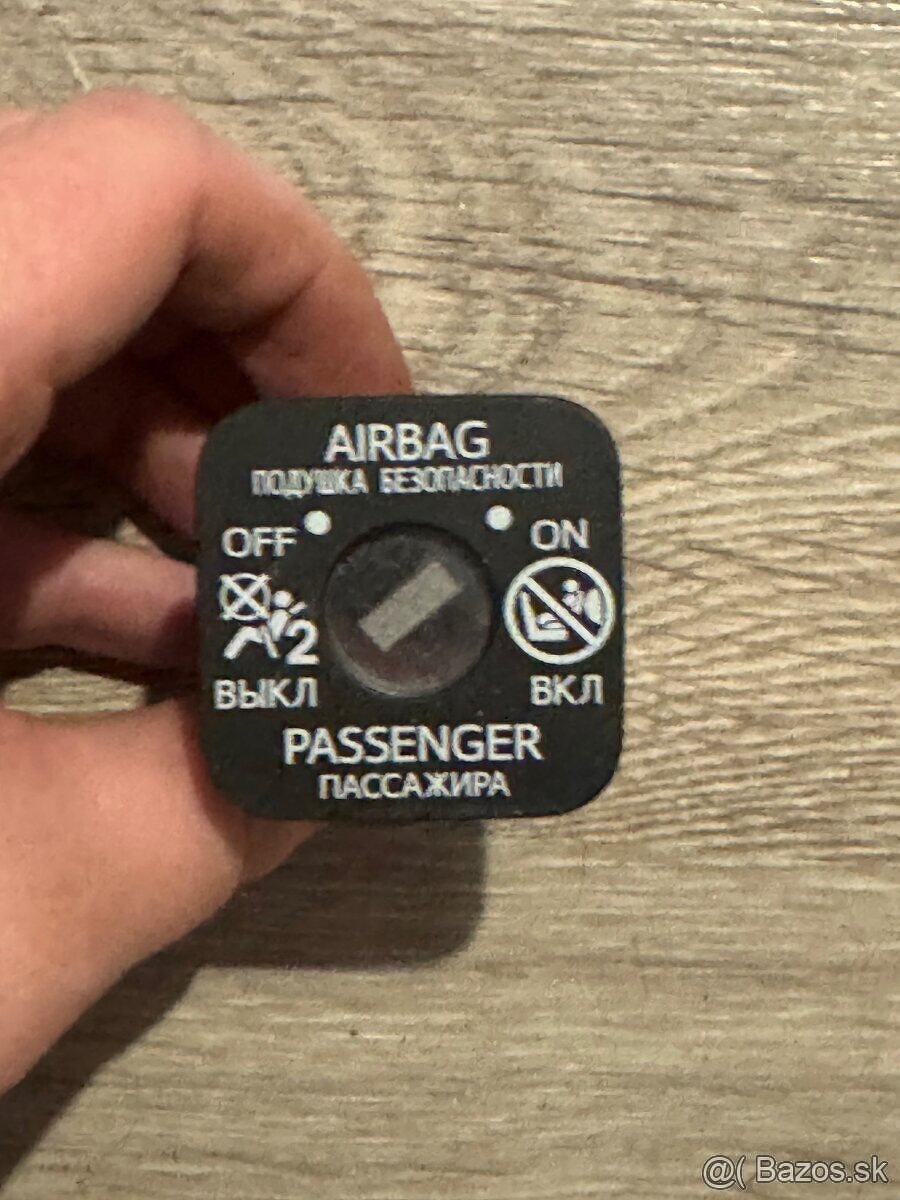 AIRBAG
ПОДУШКА БЕЗОПАСНОСТИ
OFF ON
2
ВЫКЛ ВКЛ
PASSENGER
ПАССАЖИРА
@( Bazos.sk